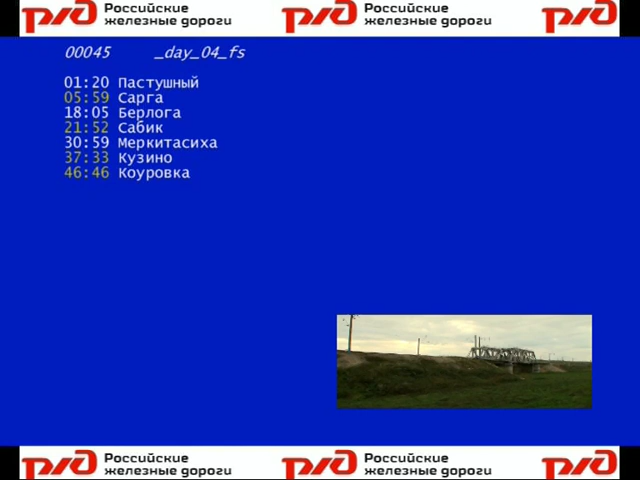 РЖД Российские железные дороги РЖД Российские железные дороги РЖД
00045 _day_04_fs
01:20 Пастушный
05:59 Сарга
18:05 Берлога
21:52 Сабик
30:59 Меркитасиха
37:33 Кузино
46:46 Коуровка
РЖД Российские железные дороги РЖД Российские железные дороги РЖД